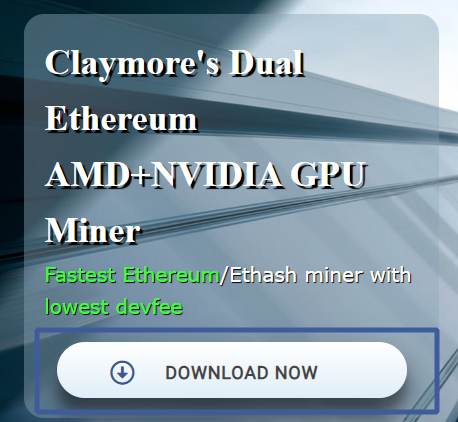 Claymore's Dual
Ethereum
AMD+NVIDIA GPU
Miner
Fastest Ethereum/Ethash miner with
lowest devfee
DOWNLOAD NOW